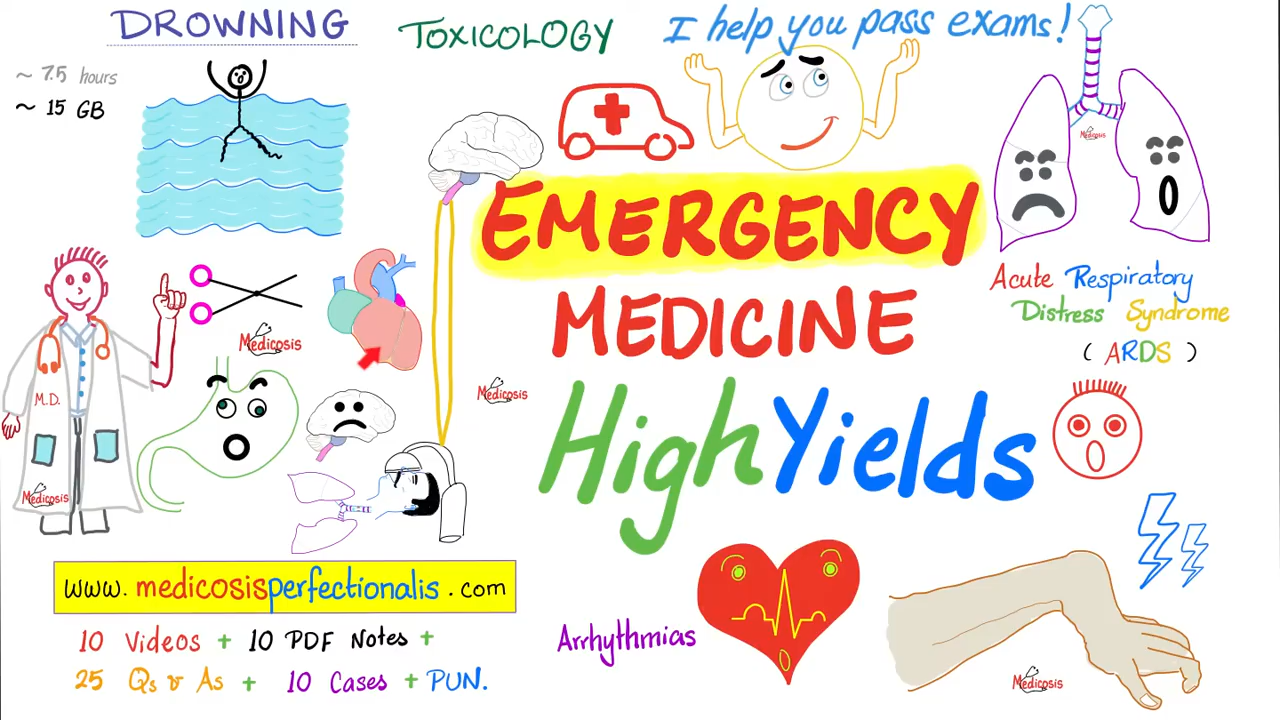 DROWNING
TOXICOLOGY
I help you pass exams!
~ 7.5 hours
~ 15 GB
Medicosis
EMERGENCY
MEDICINE
High Yields
Acute Respiratory
Distress Syndrome
( ARDS )
Medicosis
M.D.
Medicosis
Medicosis
www.medicosisperfectionalis.com
10 Videos + 10 PDF Notes +
25 Qs & As + 10 Cases + PUN.
Arrhythmias
Medicosis